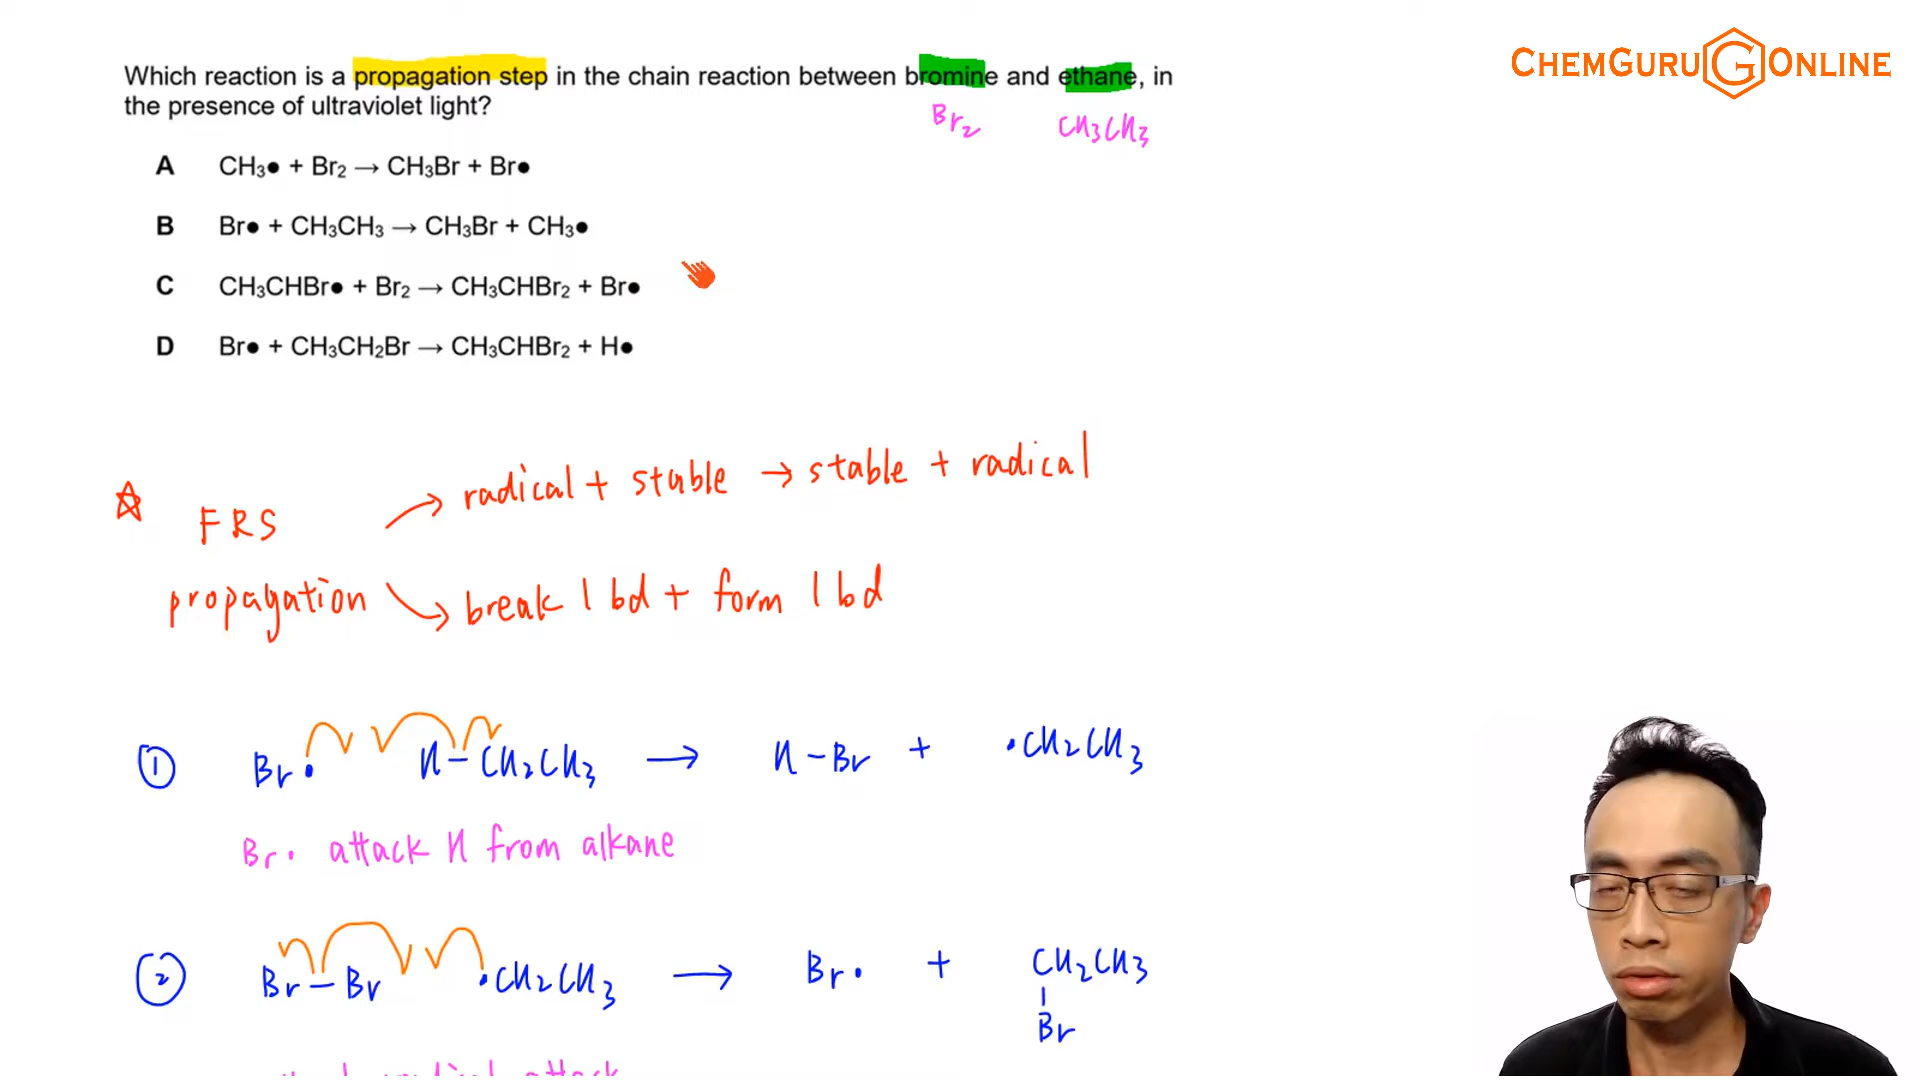 CHEMGURU G ONLINE
Which reaction is a propagation step in the chain reaction between bromine and ethane, in
the presence of ultraviolet light?
Br₂ CH₃CH₃
A CH₃● + Br₂ → CH₃Br + Br●
B Br● + CH₃CH₃ → CH₃Br + CH₃●
C CH₃CHBr● + Br₂ → CH₃CHBr₂ + Br●
D Br● + CH₃CH₂Br → CH₃CHBr₂ + H●
☆ FRS → radical + stable → stable + radical
propagation → break 1 bd + form 1 bd
① Br• H – CH₂CH₃ → H – Br + •CH₂CH₃
Br• attack H from alkane
② Br – Br •CH₂CH₃ → Br• + CH₂CH₃
Br
radical attack